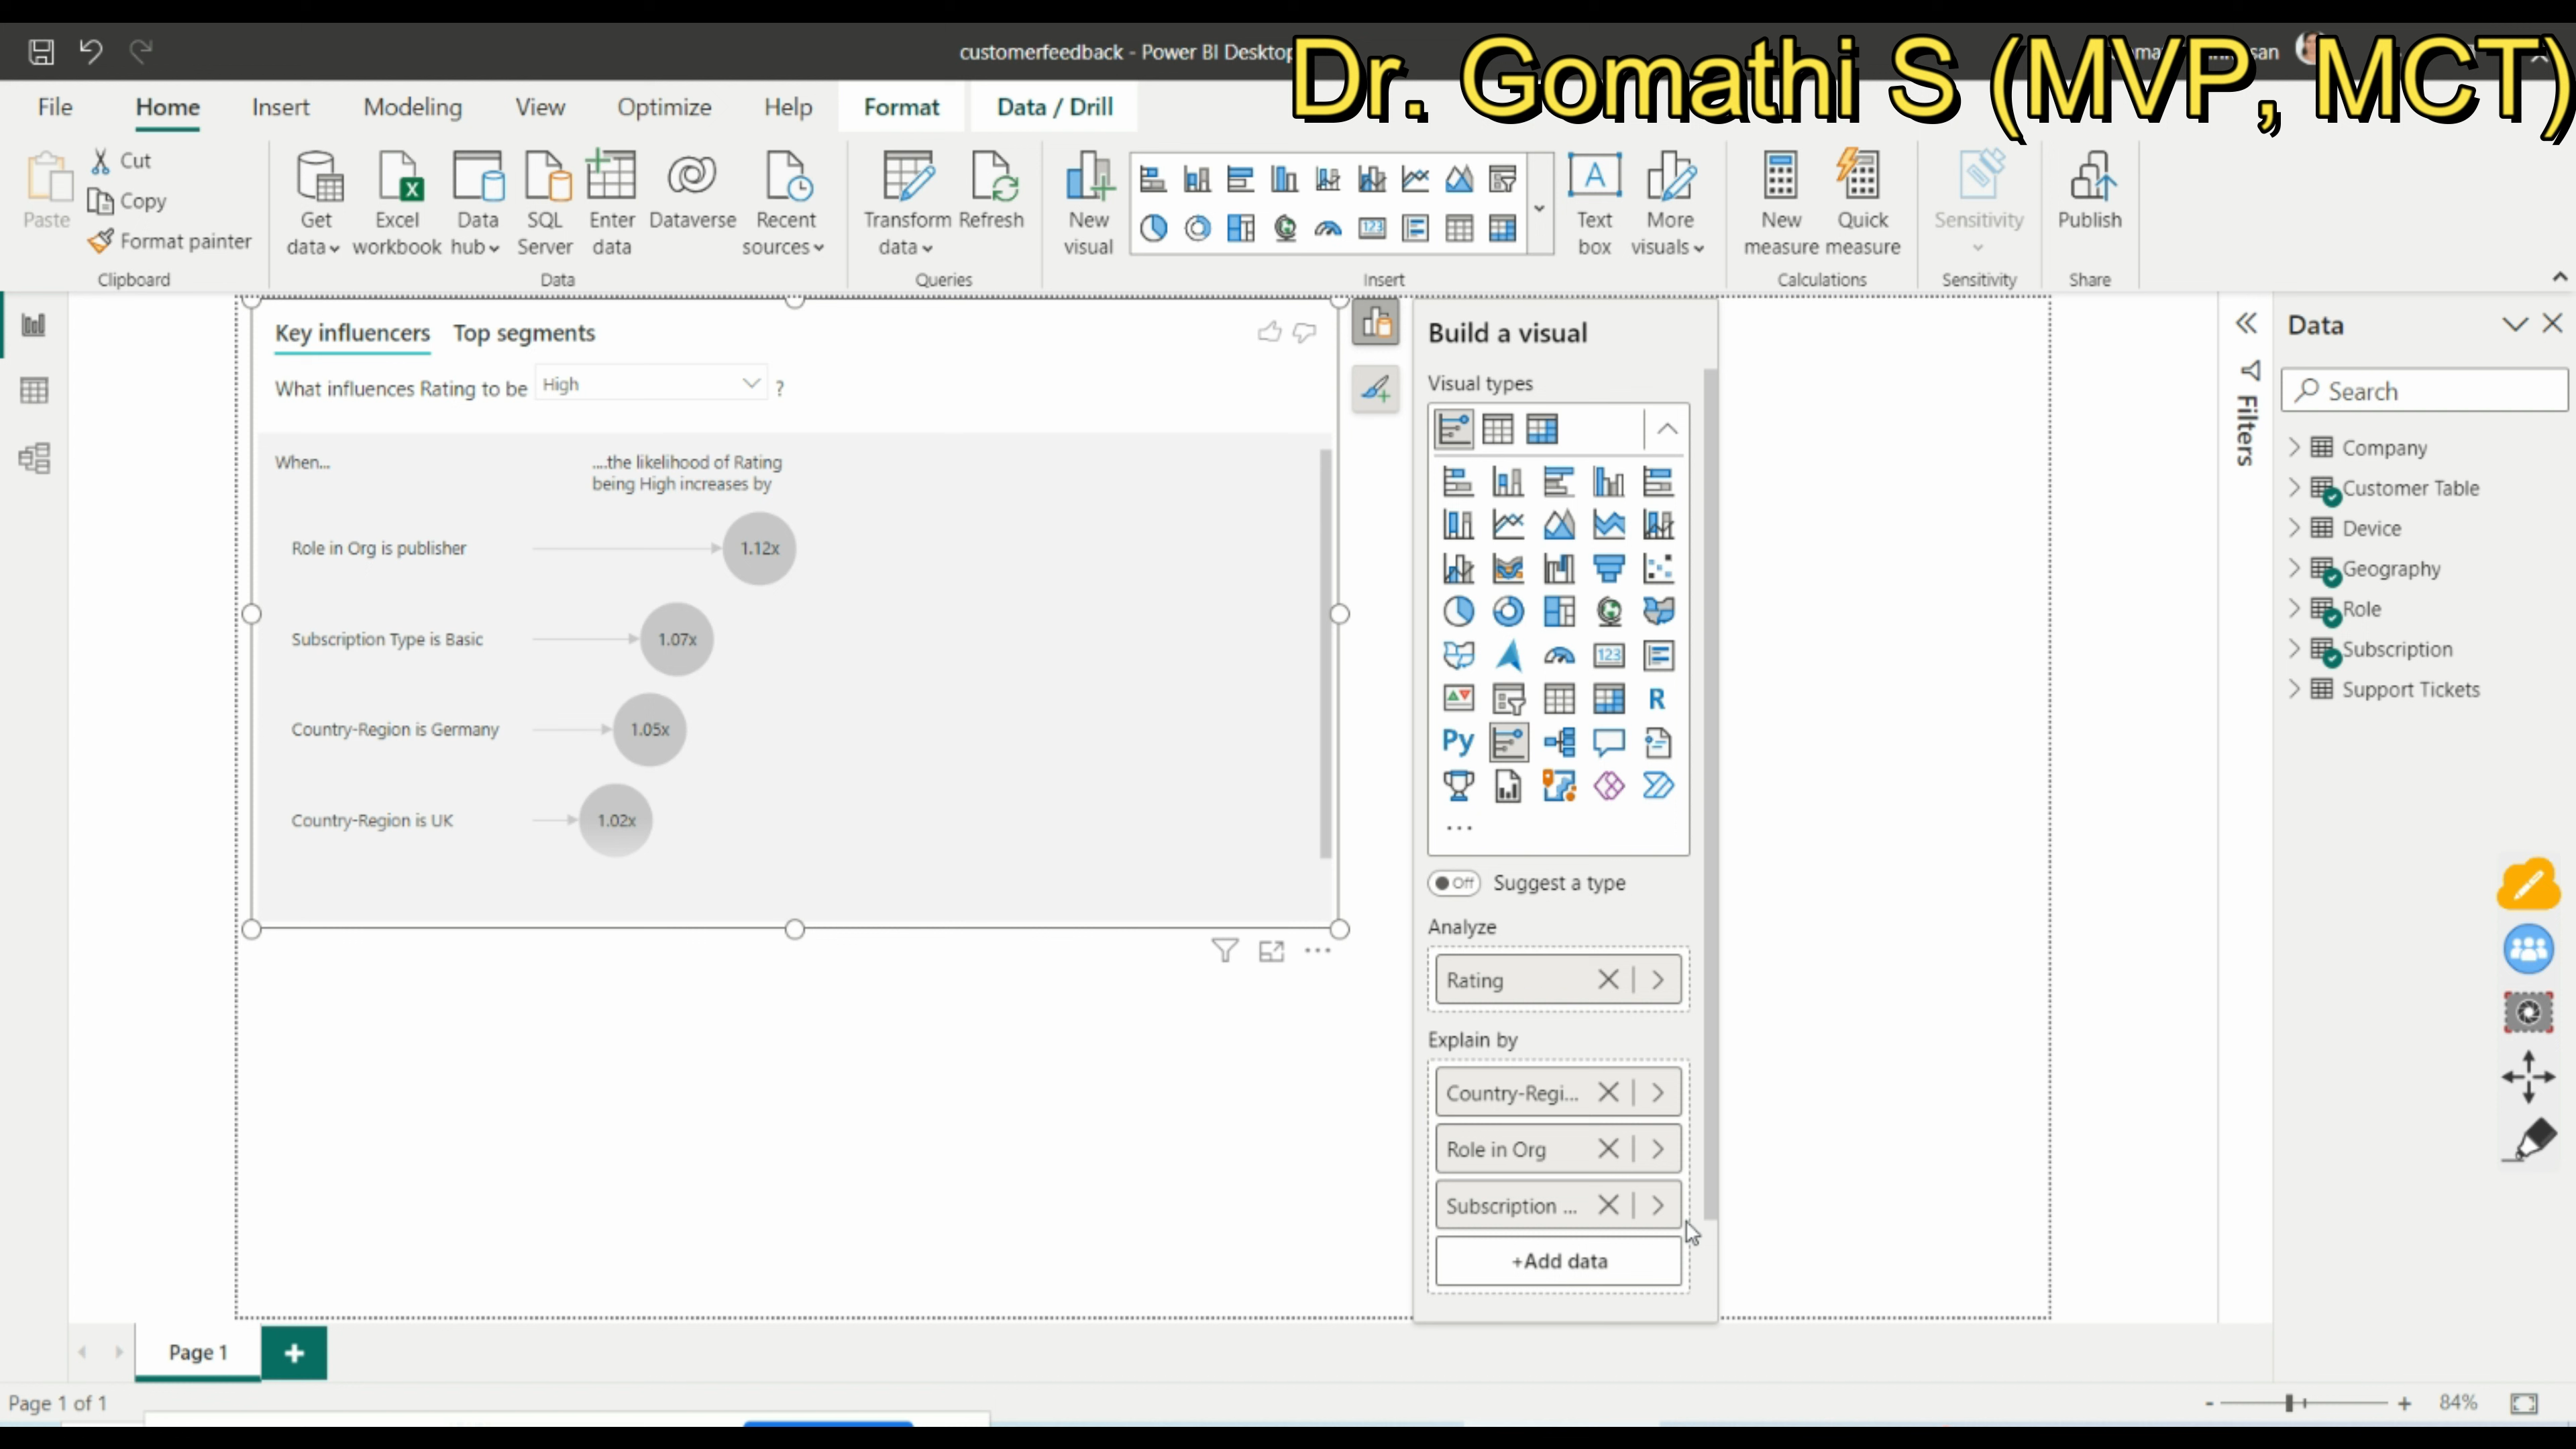 customerfeedback - Power BI Desktop
Dr. Gomathi S (MVP, MCT)
File Home Insert Modeling View Optimize Help Format Data / Drill
Paste
Cut
Copy
Format painter
Clipboard
Get data
Excel workbook
Data hub
SQL Server
Enter data
Dataverse
Recent sources
Data
Transform data
Refresh
Queries
New visual
123
A
Text box
More visuals
Insert
New measure
Quick measure
Calculations
Sensitivity
Sensitivity
Publish
Share
Key influencers Top segments
What influences Rating to be High ?
When...
....the likelihood of Rating
being High increases by
Role in Org is publisher 1.12x
Subscription Type is Basic 1.07x
Country-Region is Germany 1.05x
Country-Region is UK 1.02x
Build a visual
Visual types
123
R
Py
...
Off Suggest a type
Analyze
Rating
Explain by
Country-Regi...
Role in Org
Subscription ...
+Add data
Filters
Data
Search
Company
Customer Table
Device
Geography
Role
Subscription
Support Tickets
Page 1
Page 1 of 1
- + 84%